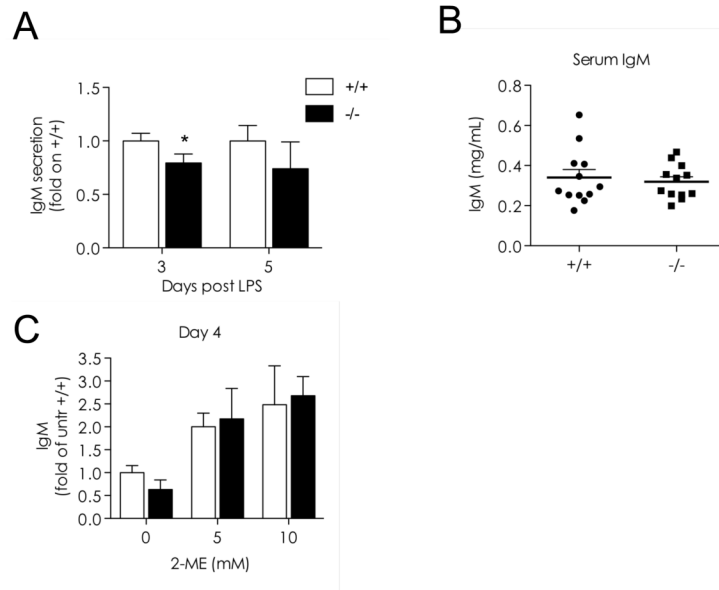 A
1.5
1.0
0.5
0.0
IgM secretion
(fold on +/+)
*
3
5
Days post LPS
+/+
-/-
B
Serum IgM
0.8
0.6
0.4
0.2
0.0
IgM (mg/mL)
+/+
-/-
C
Day 4
3.5
3.0
2.5
2.0
1.5
1.0
0.5
0.0
IgM
(fold of untr +/+)
0
5
10
2-ME (mM)